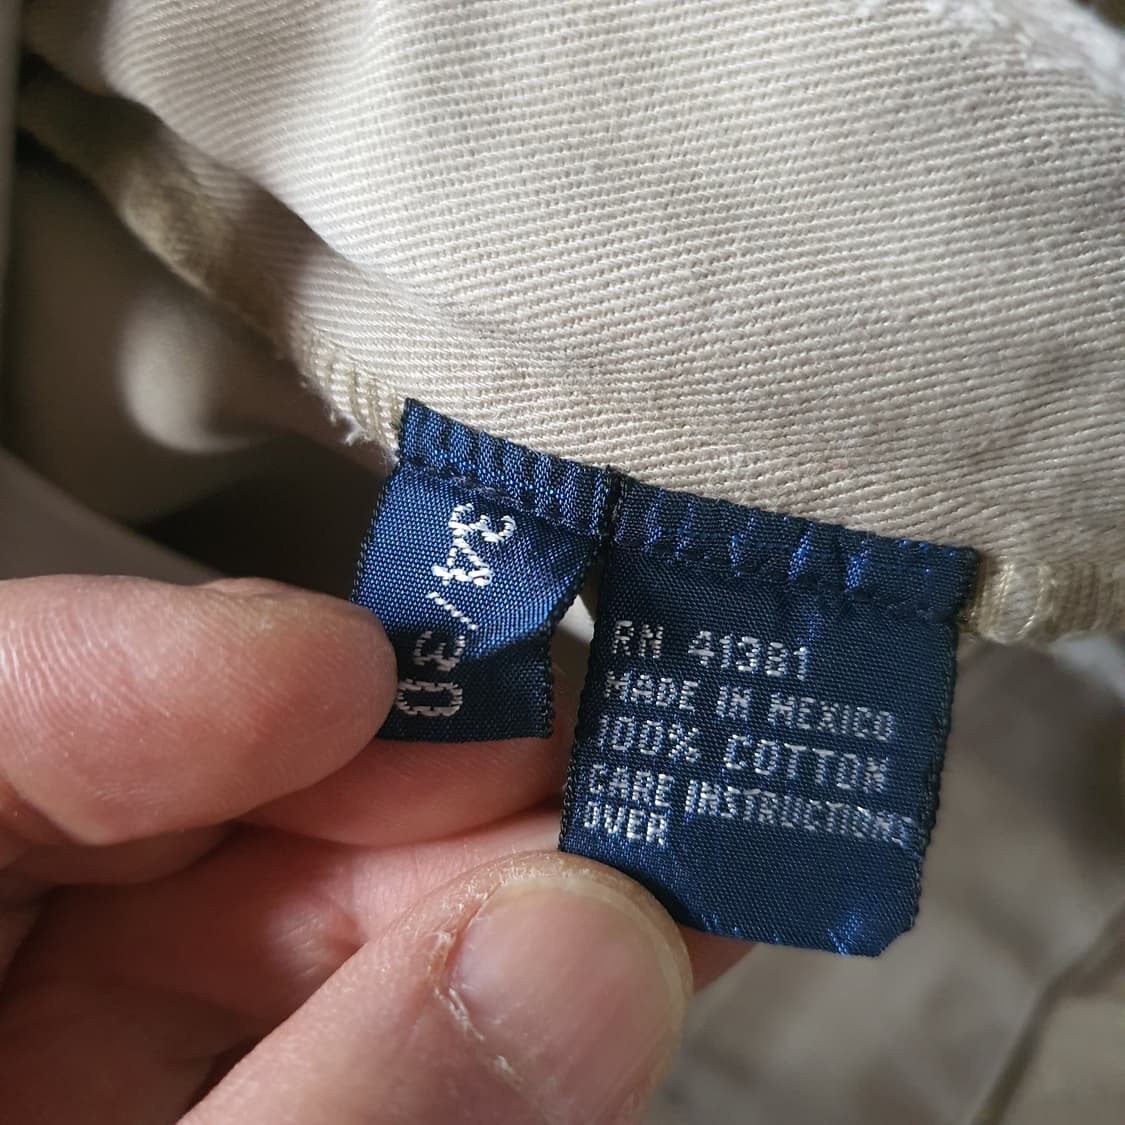 34/30
RN 41381
MADE IN MEXICO
100% COTTON
CARE INSTRUCTIONS
OVER